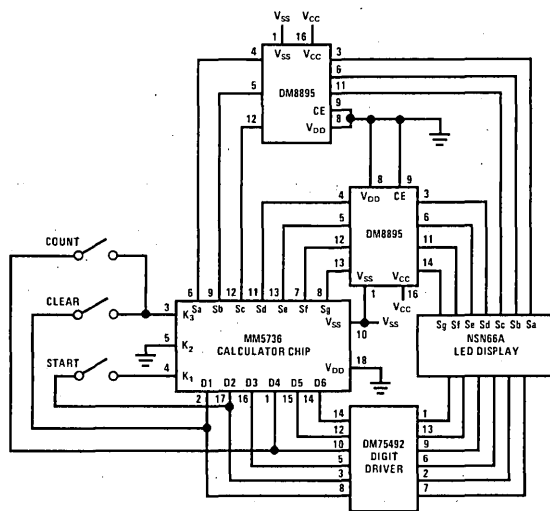 VSS VCC
1 16
4 VSS VCC 3
6
DM8895
5 11
CE 9
12 VDD 8
8 9
VDD CE
4 3
5 6
DM8895
12 11
13 VSS VCC 14
1 16
VCC
COUNT
CLEAR
START
6 9 12 11 13 7 8
Sa Sb Sc Sd Se Sf Sg
3 K3
VSS
10 VSS
5 K2
MM5736
CALCULATOR CHIP
VDD 18
4 K1
D1 D2 D3 D4 D5 D6
2 17 16 1 15 14
Sg Sf Se Sd Sc Sb Sa
NSN66A
LED DISPLAY
14 1
12 13
10 9
5 6
3 2
8 7
DM75492
DIGIT
DRIVER